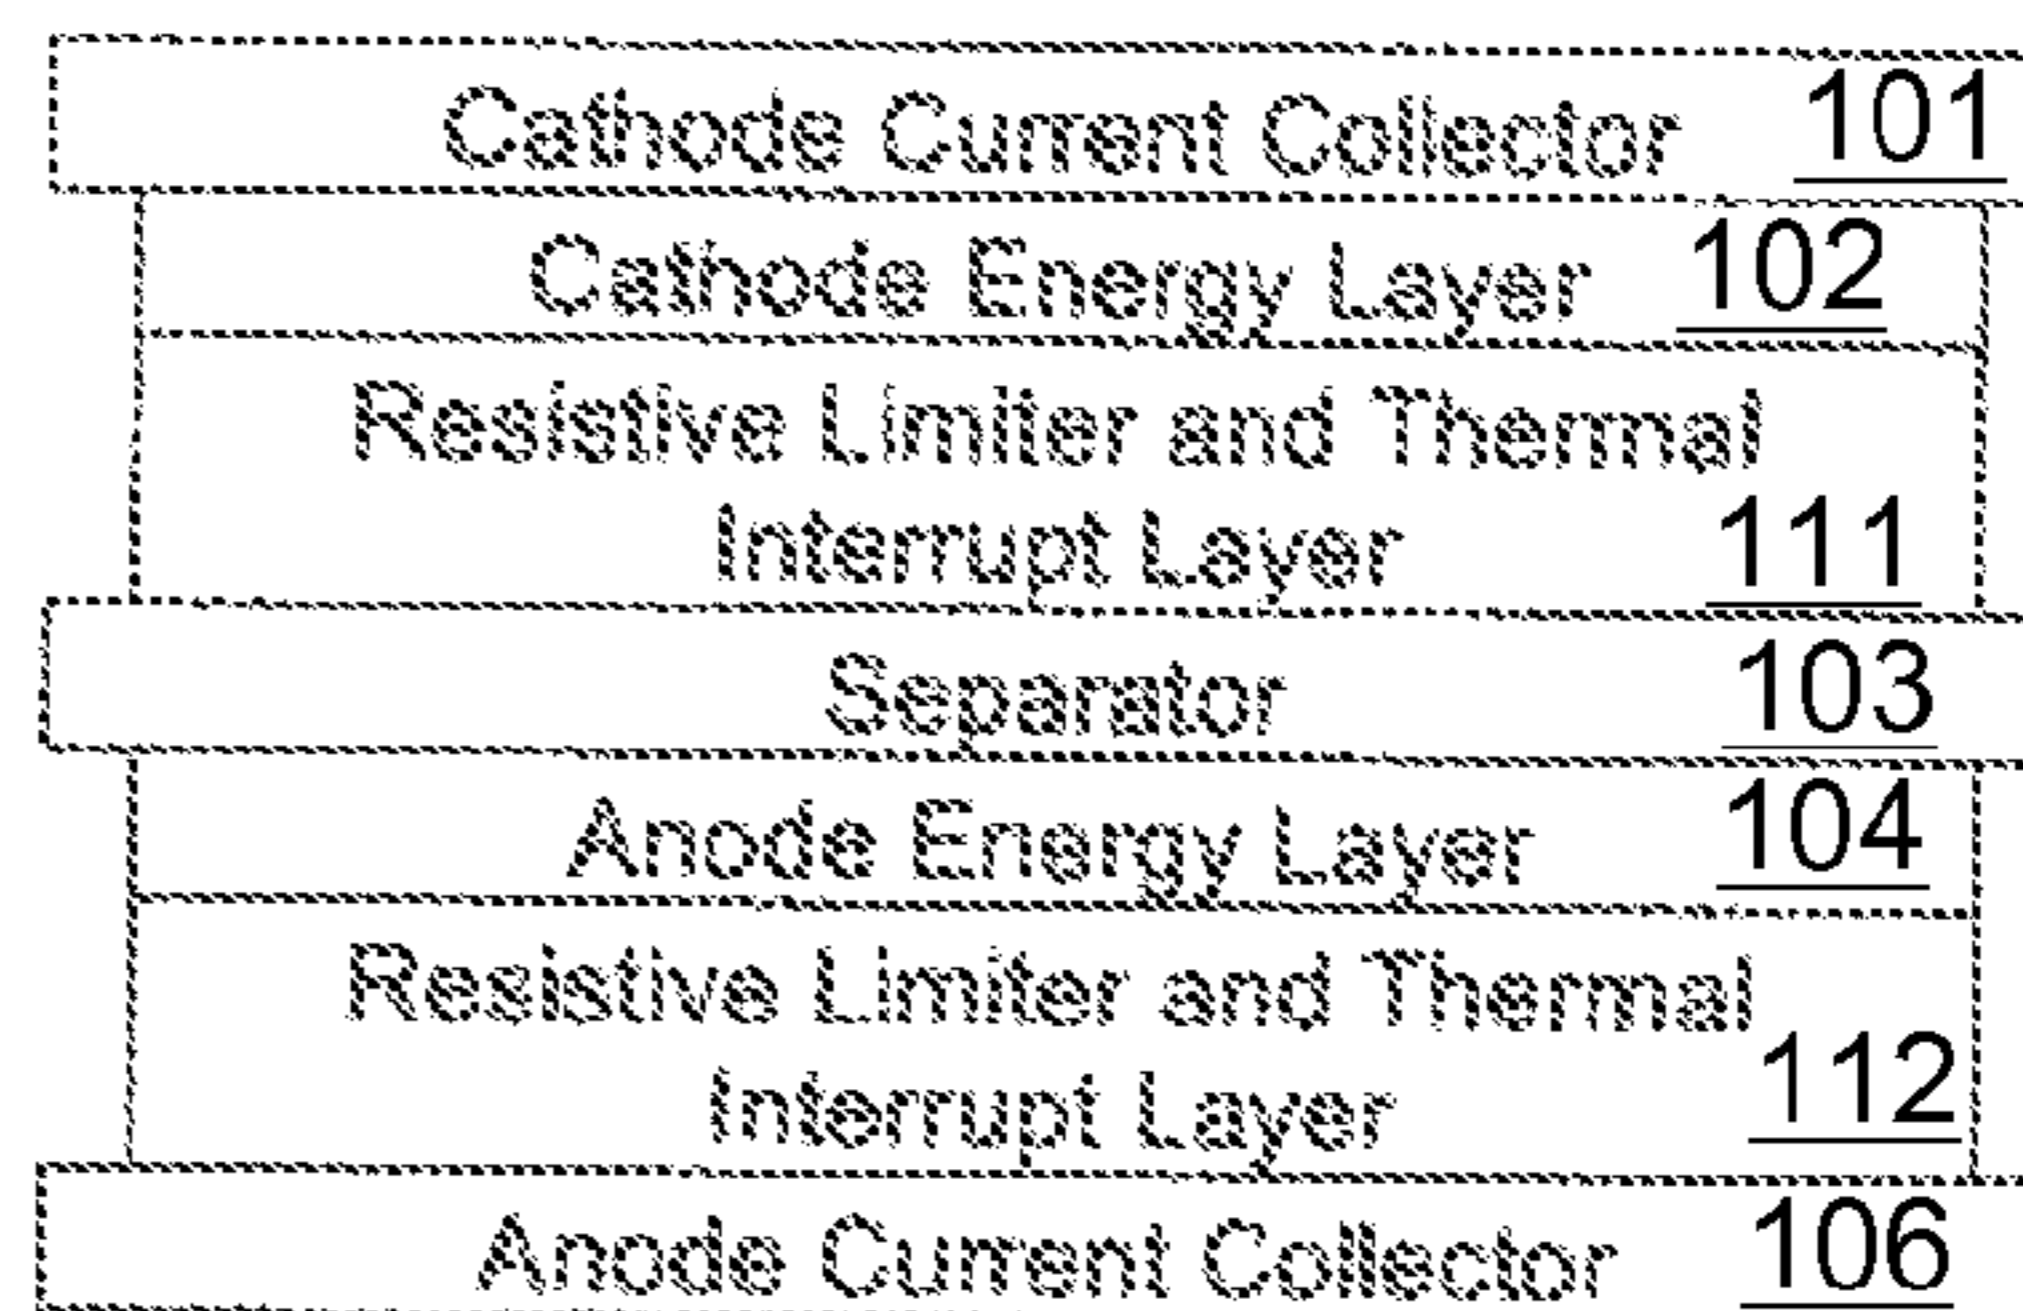 Cathode Current Collector 101
Cathode Energy Layer 102
Resistive Limiter and Thermal
Interrupt Layer 111
Separator 103
Anode Energy Layer 104
Resistive Limiter and Thermal
Interrupt Layer 112
Anode Current Collector 106